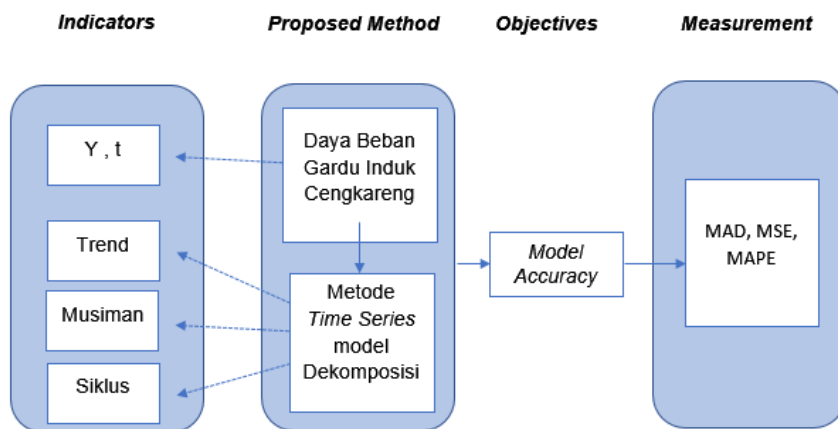 Indicators
Proposed Method
Objectives
Measurement
Y , t
Trend
Musiman
Siklus
Daya Beban
Gardu Induk
Cengkareng
Metode
Time Series
model
Dekomposisi
Model
Accuracy
MAD, MSE,
MAPE